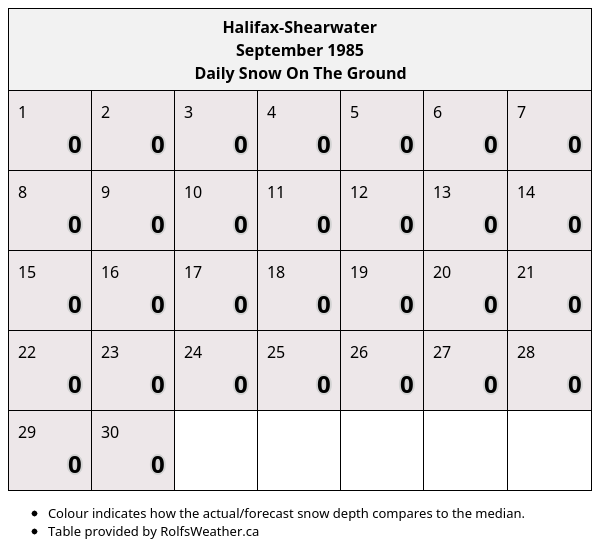 Halifax-Shearwater
September 1985
Daily Snow On The Ground
1 2 3 4 5 6 7
0 0 0 0 0 0 0
8 9 10 11 12 13 14
0 0 0 0 0 0 0
15 16 17 18 19 20 21
0 0 0 0 0 0 0
22 23 24 25 26 27 28
0 0 0 0 0 0 0
29 30
0 0
• Colour indicates how the actual/forecast snow depth compares to the median.
• Table provided by RolfsWeather.ca